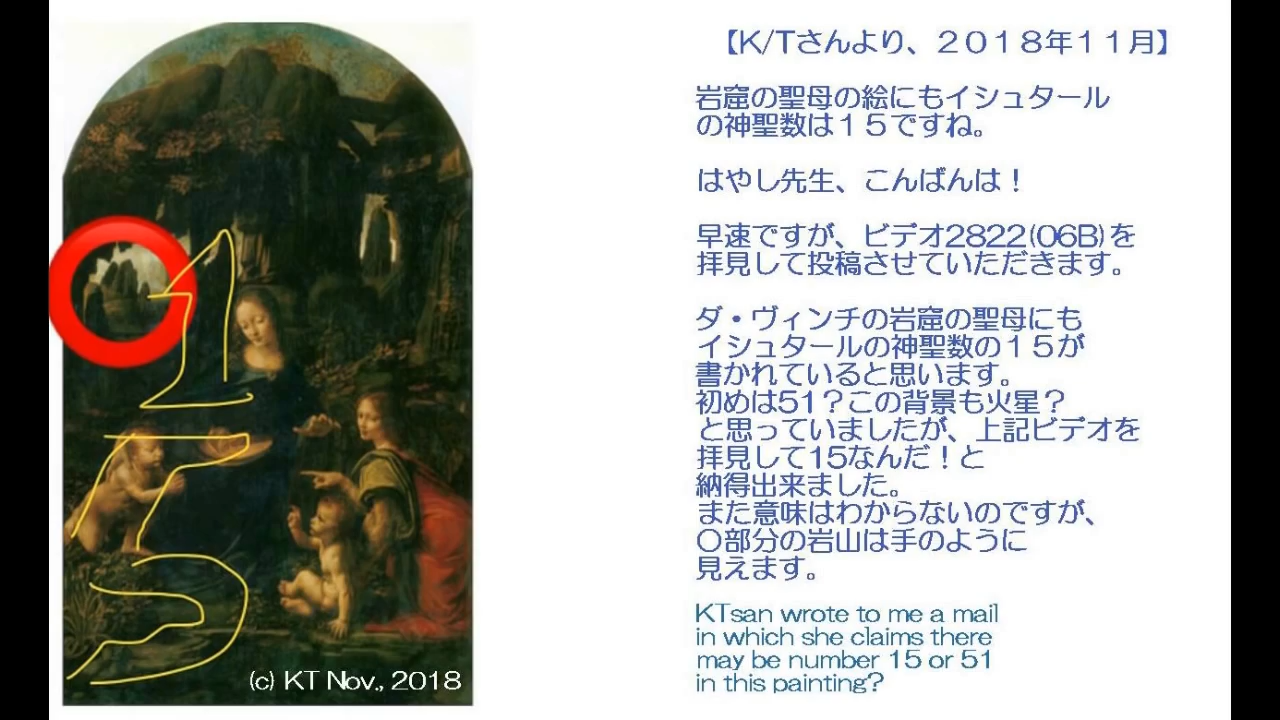 【K/Tさんより、２０１８年１１月】
岩窟の聖母の絵にもイシュタール
の神聖数は１５ですね。
はやし先生、こんばんは！
早速ですが、ビデオ2822(06B)を
拝見して投稿させていただきます。
ダ・ヴィンチの岩窟の聖母にも
イシュタールの神聖数の１５が
書かれていると思います。
初めは51？この背景も火星？
と思っていましたが、上記ビデオを
拝見して15なんだ！と
納得出来ました。
また意味はわからないのですが、
〇部分の岩山は手のように
見えます。
KTsan wrote to me a mail
in which she claims there
may be number 15 or 51
in this painting?
15
(c) KT Nov., 2018